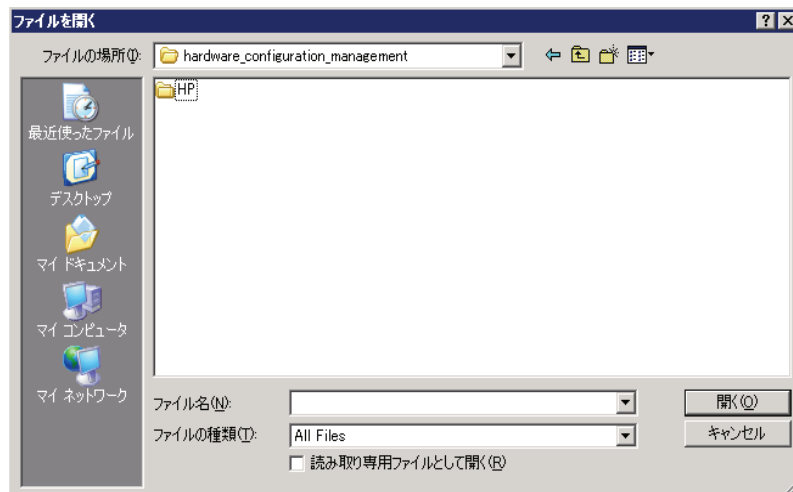 ファイルを開く
ファイルの場所(I):
hardware_configuration_management
HP
最近使ったファイル
デスクトップ
マイ ドキュメント
マイ コンピュータ
マイ ネットワーク
ファイル名(N):
開く(O)
ファイルの種類(T):
All Files
キャンセル
読み取り専用ファイルとして開く(R)